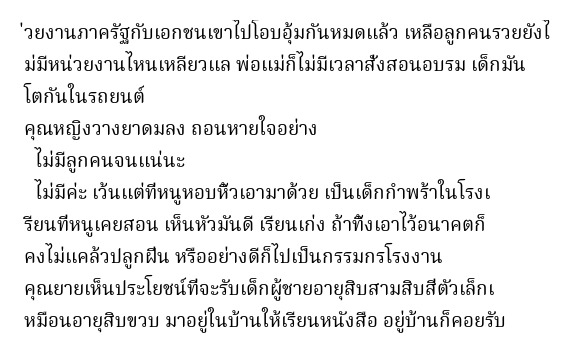 ่วยงานภาครัฐกับเอกชนเขาไปโอบอุ้มกันหมดแล้ว เหลือลูกคนรวยยังไ
ม่มีหน่วยงานไหนเหลียวแล พ่อแม่ก็ไม่มีเวลาสั่งสอนอบรม เด็กมัน
โตกันในรถยนต์
คุณหญิงวางยาดมลง ถอนหายใจอย่าง
ไม่มีลูกคนจนแน่นะ
ไม่มีค่ะ เว้นแต่ที่หนูหอบหิ้วเอามาด้วย เป็นเด็กกำพร้าในโรงเ
รียนที่หนูเคยสอน เห็นหัวมันดี เรียนเก่ง ถ้าทิ้งเอาไว้อนาคตก็
คงไม่แคล้วปลูกฝิ่น หรืออย่างดีก็ไปเป็นกรรมกรโรงงาน
คุณยายเห็นประโยชน์ที่จะรับเด็กผู้ชายอายุสิบสามสิบสี่ตัวเล็กเ
หมือนอายุสิบขวบ มาอยู่ในบ้านให้เรียนหนังสือ อยู่บ้านก็คอยรับ